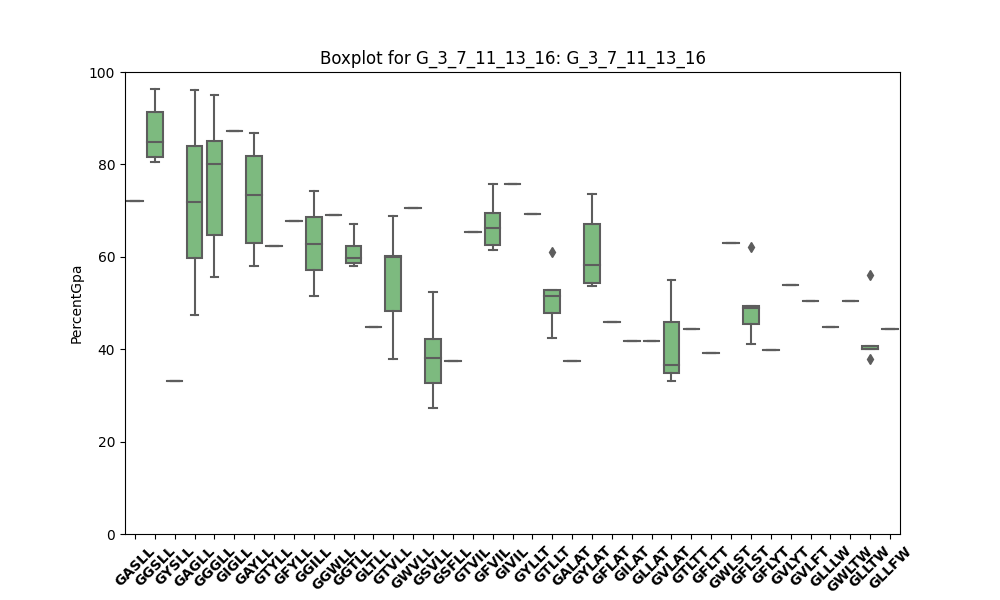 Boxplot for G_3_7_11_13_16: G_3_7_11_13_16
PercentGpa
100
80
60
40
20
0
GASLL
GGSLL
GYSLL
GAGLL
GGGLL
GIGLL
GAYLL
GTYLL
GFYLL
GGILL
GGWLL
GGTLL
GLTLL
GTVLL
GWVLL
GSVLL
GSFLL
GTVIL
GFVIL
GIVIL
GYLLT
GTLLT
GALAT
GYLAT
GFLAT
GILAT
GLLAT
GVLAT
GTLTT
GFLTT
GWLST
GFLST
GFLYT
GVLYT
GVLFT
GLLLW
GWLTW
GLLTW
GLLFW